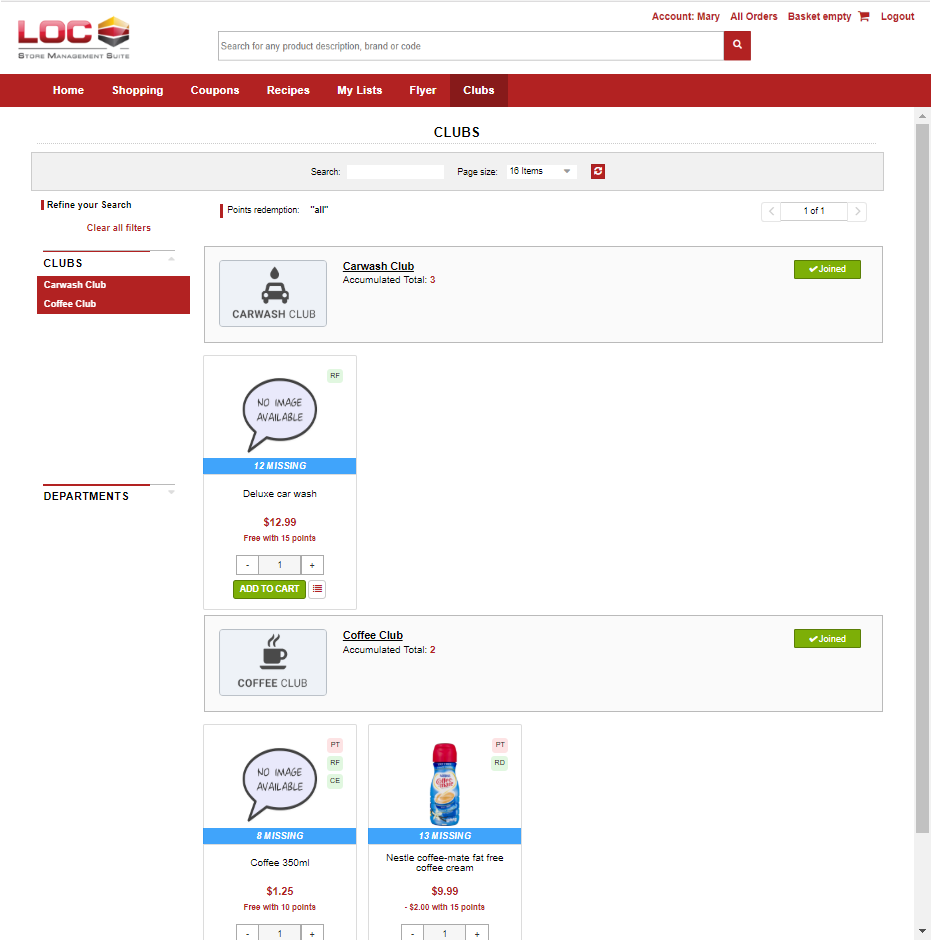 LOC
STORE MANAGEMENT SUITE
Account: Mary All Orders Basket empty Logout
Search for any product description, brand or code
Home Shopping Coupons Recipes My Lists Flyer Clubs
CLUBS
Search: Page size: 16 Items
Refine your Search
Clear all filters
Points redemption: "all"
1 of 1
CLUBS
Carwash Club
Coffee Club
DEPARTMENTS
CARWASH CLUB
Carwash Club
Accumulated Total: 3
Joined
RF
NO IMAGE
AVAILABLE
12 MISSING
Deluxe car wash
$12.99
Free with 15 points
- 1 +
ADD TO CART
COFFEE CLUB
Coffee Club
Accumulated Total: 2
Joined
PT
RF
CE
NO IMAGE
AVAILABLE
8 MISSING
Coffee 350ml
$1.25
Free with 10 points
- 1 +
PT
RD
Coffee
mate
13 MISSING
Nestle coffee-mate fat free
coffee cream
$9.99
- $2.00 with 15 points
- 1 +